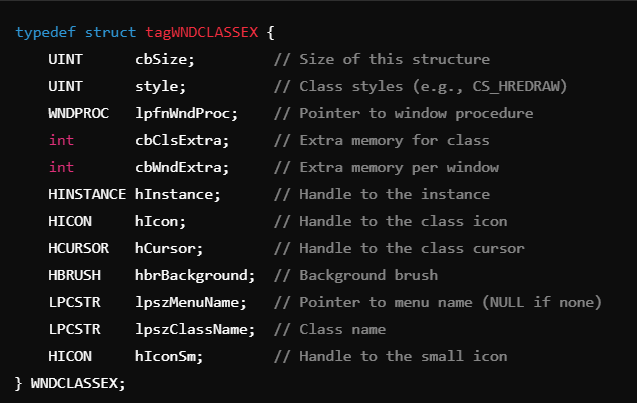 typedef struct tagWNDCLASSEX {
    UINT      cbSize;         // Size of this structure
    UINT      style;          // Class styles (e.g., CS_HREDRAW)
    WNDPROC   lpfnWndProc;    // Pointer to window procedure
    int       cbClsExtra;     // Extra memory for class
    int       cbWndExtra;     // Extra memory per window
    HINSTANCE hInstance;      // Handle to the instance
    HICON     hIcon;          // Handle to the class icon
    HCURSOR   hCursor;        // Handle to the class cursor
    HBRUSH    hbrBackground;  // Background brush
    LPCSTR    lpszMenuName;   // Pointer to menu name (NULL if none)
    LPCSTR    lpszClassName;  // Class name
    HICON     hIconSm;        // Handle to the small icon
} WNDCLASSEX;